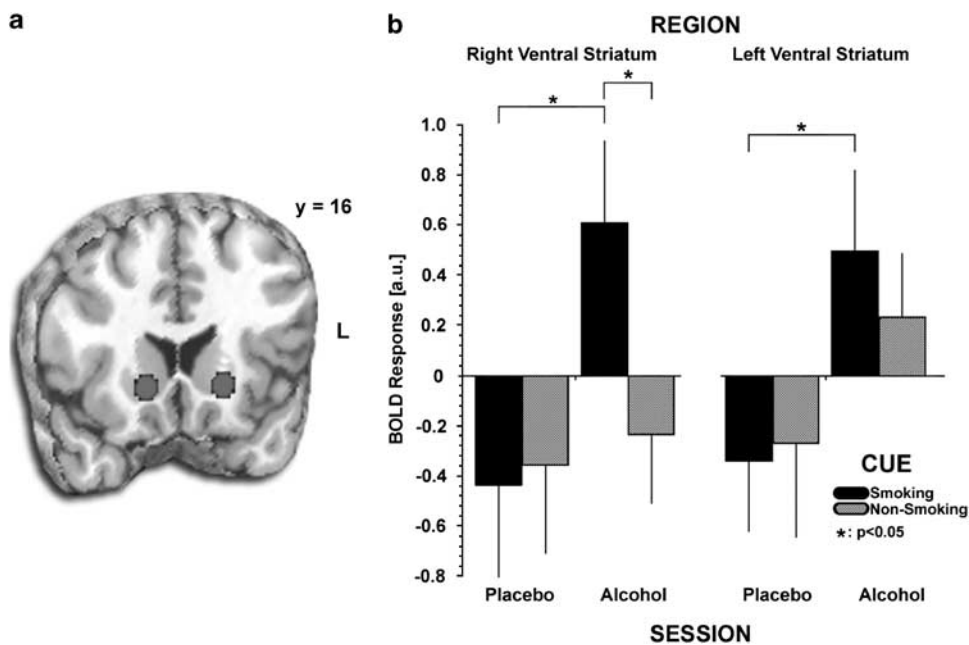 a
y = 16
L
b
REGION
Right Ventral Striatum
Left Ventral Striatum
*
*
*
1.0
0.8
0.6
0.4
0.2
0
-0.2
-0.4
-0.6
-0.8
BOLD Response [a.u.]
CUE
Smoking
Non-Smoking
*: p<0.05
Placebo Alcohol Placebo Alcohol
SESSION